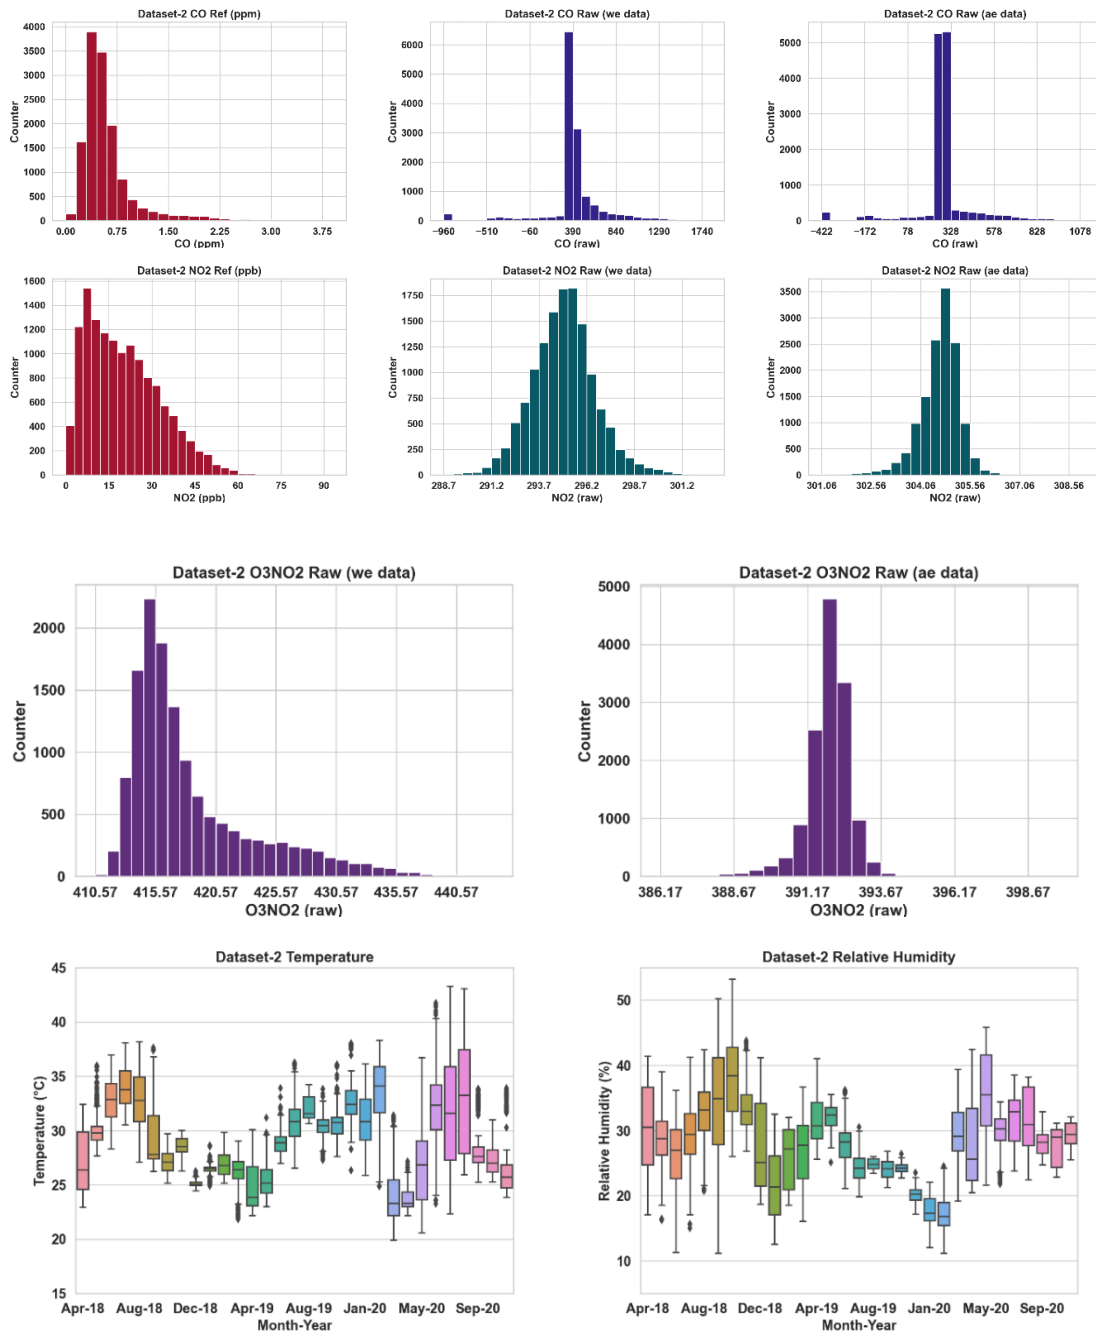 Dataset-2 CO Ref (ppm)
Counter
4000
3500
3000
2500
2000
1500
1000
500
0
0.00 0.75 1.50 2.25 3.00 3.75
CO (ppm)
Dataset-2 CO Raw (we data)
Counter
6000
5000
4000
3000
2000
1000
0
−960 −510 −60 390 840 1290 1740
CO (raw)
Dataset-2 CO Raw (ae data)
Counter
5000
4000
3000
2000
1000
0
−422 −172 78 328 578 828 1078
CO (raw)
Dataset-2 NO2 Ref (ppb)
Counter
1600
1400
1200
1000
800
600
400
200
0
0 15 30 45 60 75 90
NO2 (ppb)
Dataset-2 NO2 Raw (we data)
Counter
1750
1500
1250
1000
750
500
250
0
288.7 291.2 293.7 296.2 298.7 301.2
NO2 (raw)
Dataset-2 NO2 Raw (ae data)
Counter
3500
3000
2500
2000
1500
1000
500
0
301.06 302.56 304.06 305.56 307.06 308.56
NO2 (raw)
Dataset-2 O3NO2 Raw (we data)
Counter
2000
1500
1000
500
0
410.57 415.57 420.57 425.57 430.57 435.57 440.57
O3NO2 (raw)
Dataset-2 O3NO2 Raw (ae data)
Counter
5000
4000
3000
2000
1000
0
386.17 388.67 391.17 393.67 396.17 398.67
O3NO2 (raw)
Dataset-2 Temperature
Temperature (°C)
45
40
35
30
25
20
15
Apr-18 Aug-18 Dec-18 Apr-19 Aug-19 Jan-20 May-20 Sep-20
Month-Year
Dataset-2 Relative Humidity
Relative Humidity (%)
50
40
30
20
10
Apr-18 Aug-18 Dec-18 Apr-19 Aug-19 Jan-20 May-20 Sep-20
Month-Year